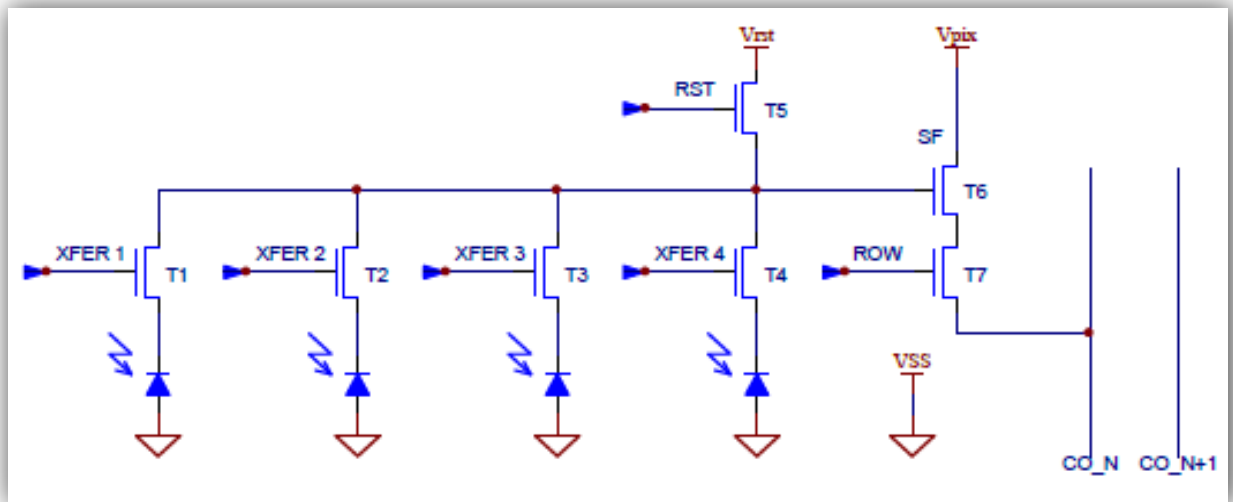 Vrst
Vpix
RST
T5
SF
T6
XFER 1
XFER 2
XFER 3
XFER 4
ROW
T1
T2
T3
T4
T7
VSS
CO_N
CO_N+1